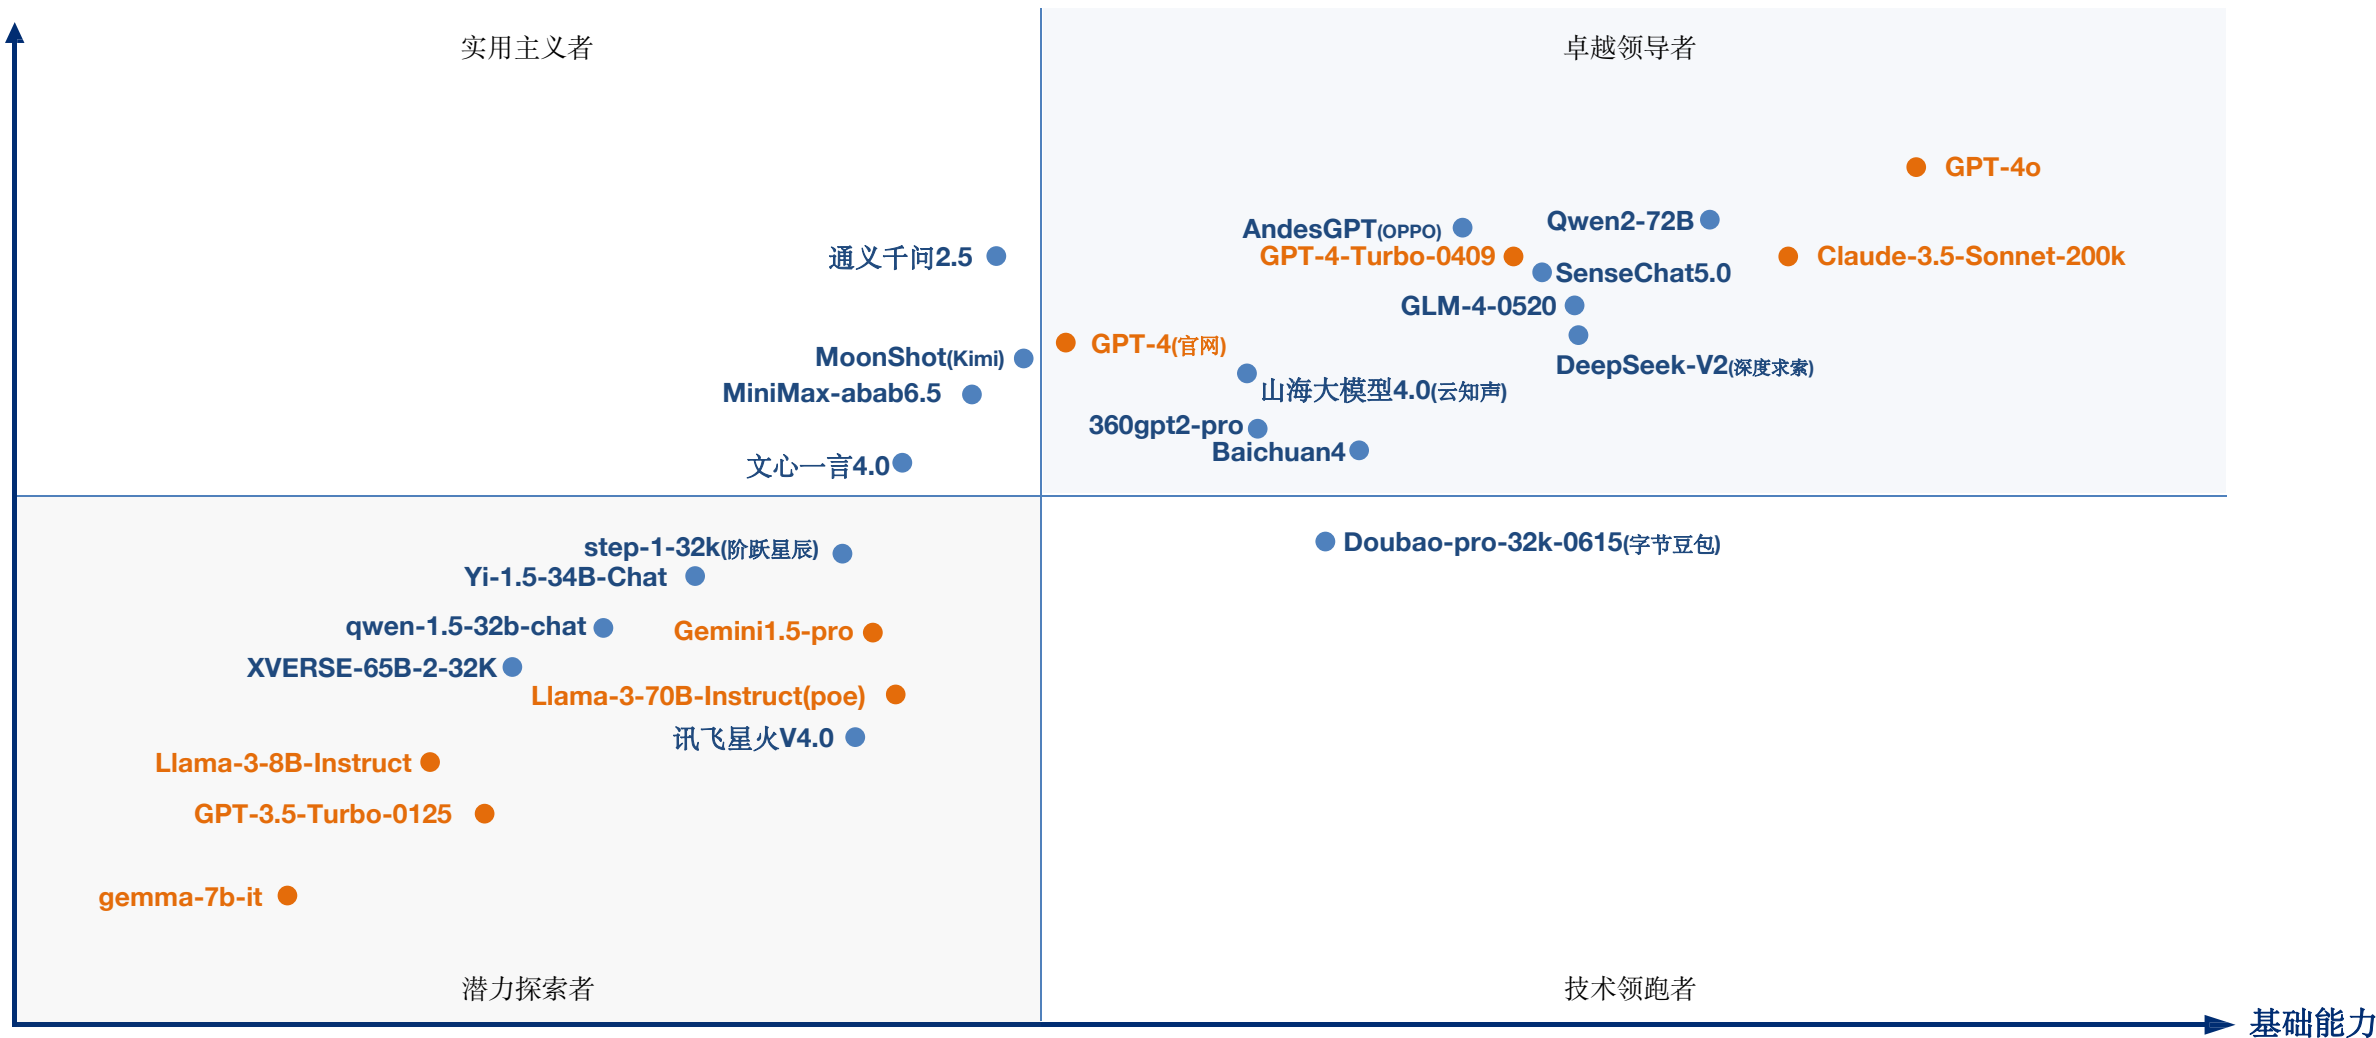 实用主义者
卓越领导者
GPT-4o
AndesGPT(OPPO)
Qwen2-72B
通义千问2.5
GPT-4-Turbo-0409
Claude-3.5-Sonnet-200k
SenseChat5.0
GLM-4-0520
GPT-4(官网)
MoonShot(Kimi)
DeepSeek-V2(深度求索)
MiniMax-abab6.5
山海大模型4.0(云知声)
360gpt2-pro
Baichuan4
文心一言4.0
step-1-32k(阶跃星辰)
Doubao-pro-32k-0615(字节豆包)
Yi-1.5-34B-Chat
qwen-1.5-32b-chat
Gemini1.5-pro
XVERSE-65B-2-32K
Llama-3-70B-Instruct(poe)
讯飞星火V4.0
Llama-3-8B-Instruct
GPT-3.5-Turbo-0125
gemma-7b-it
潜力探索者
技术领跑者
基础能力